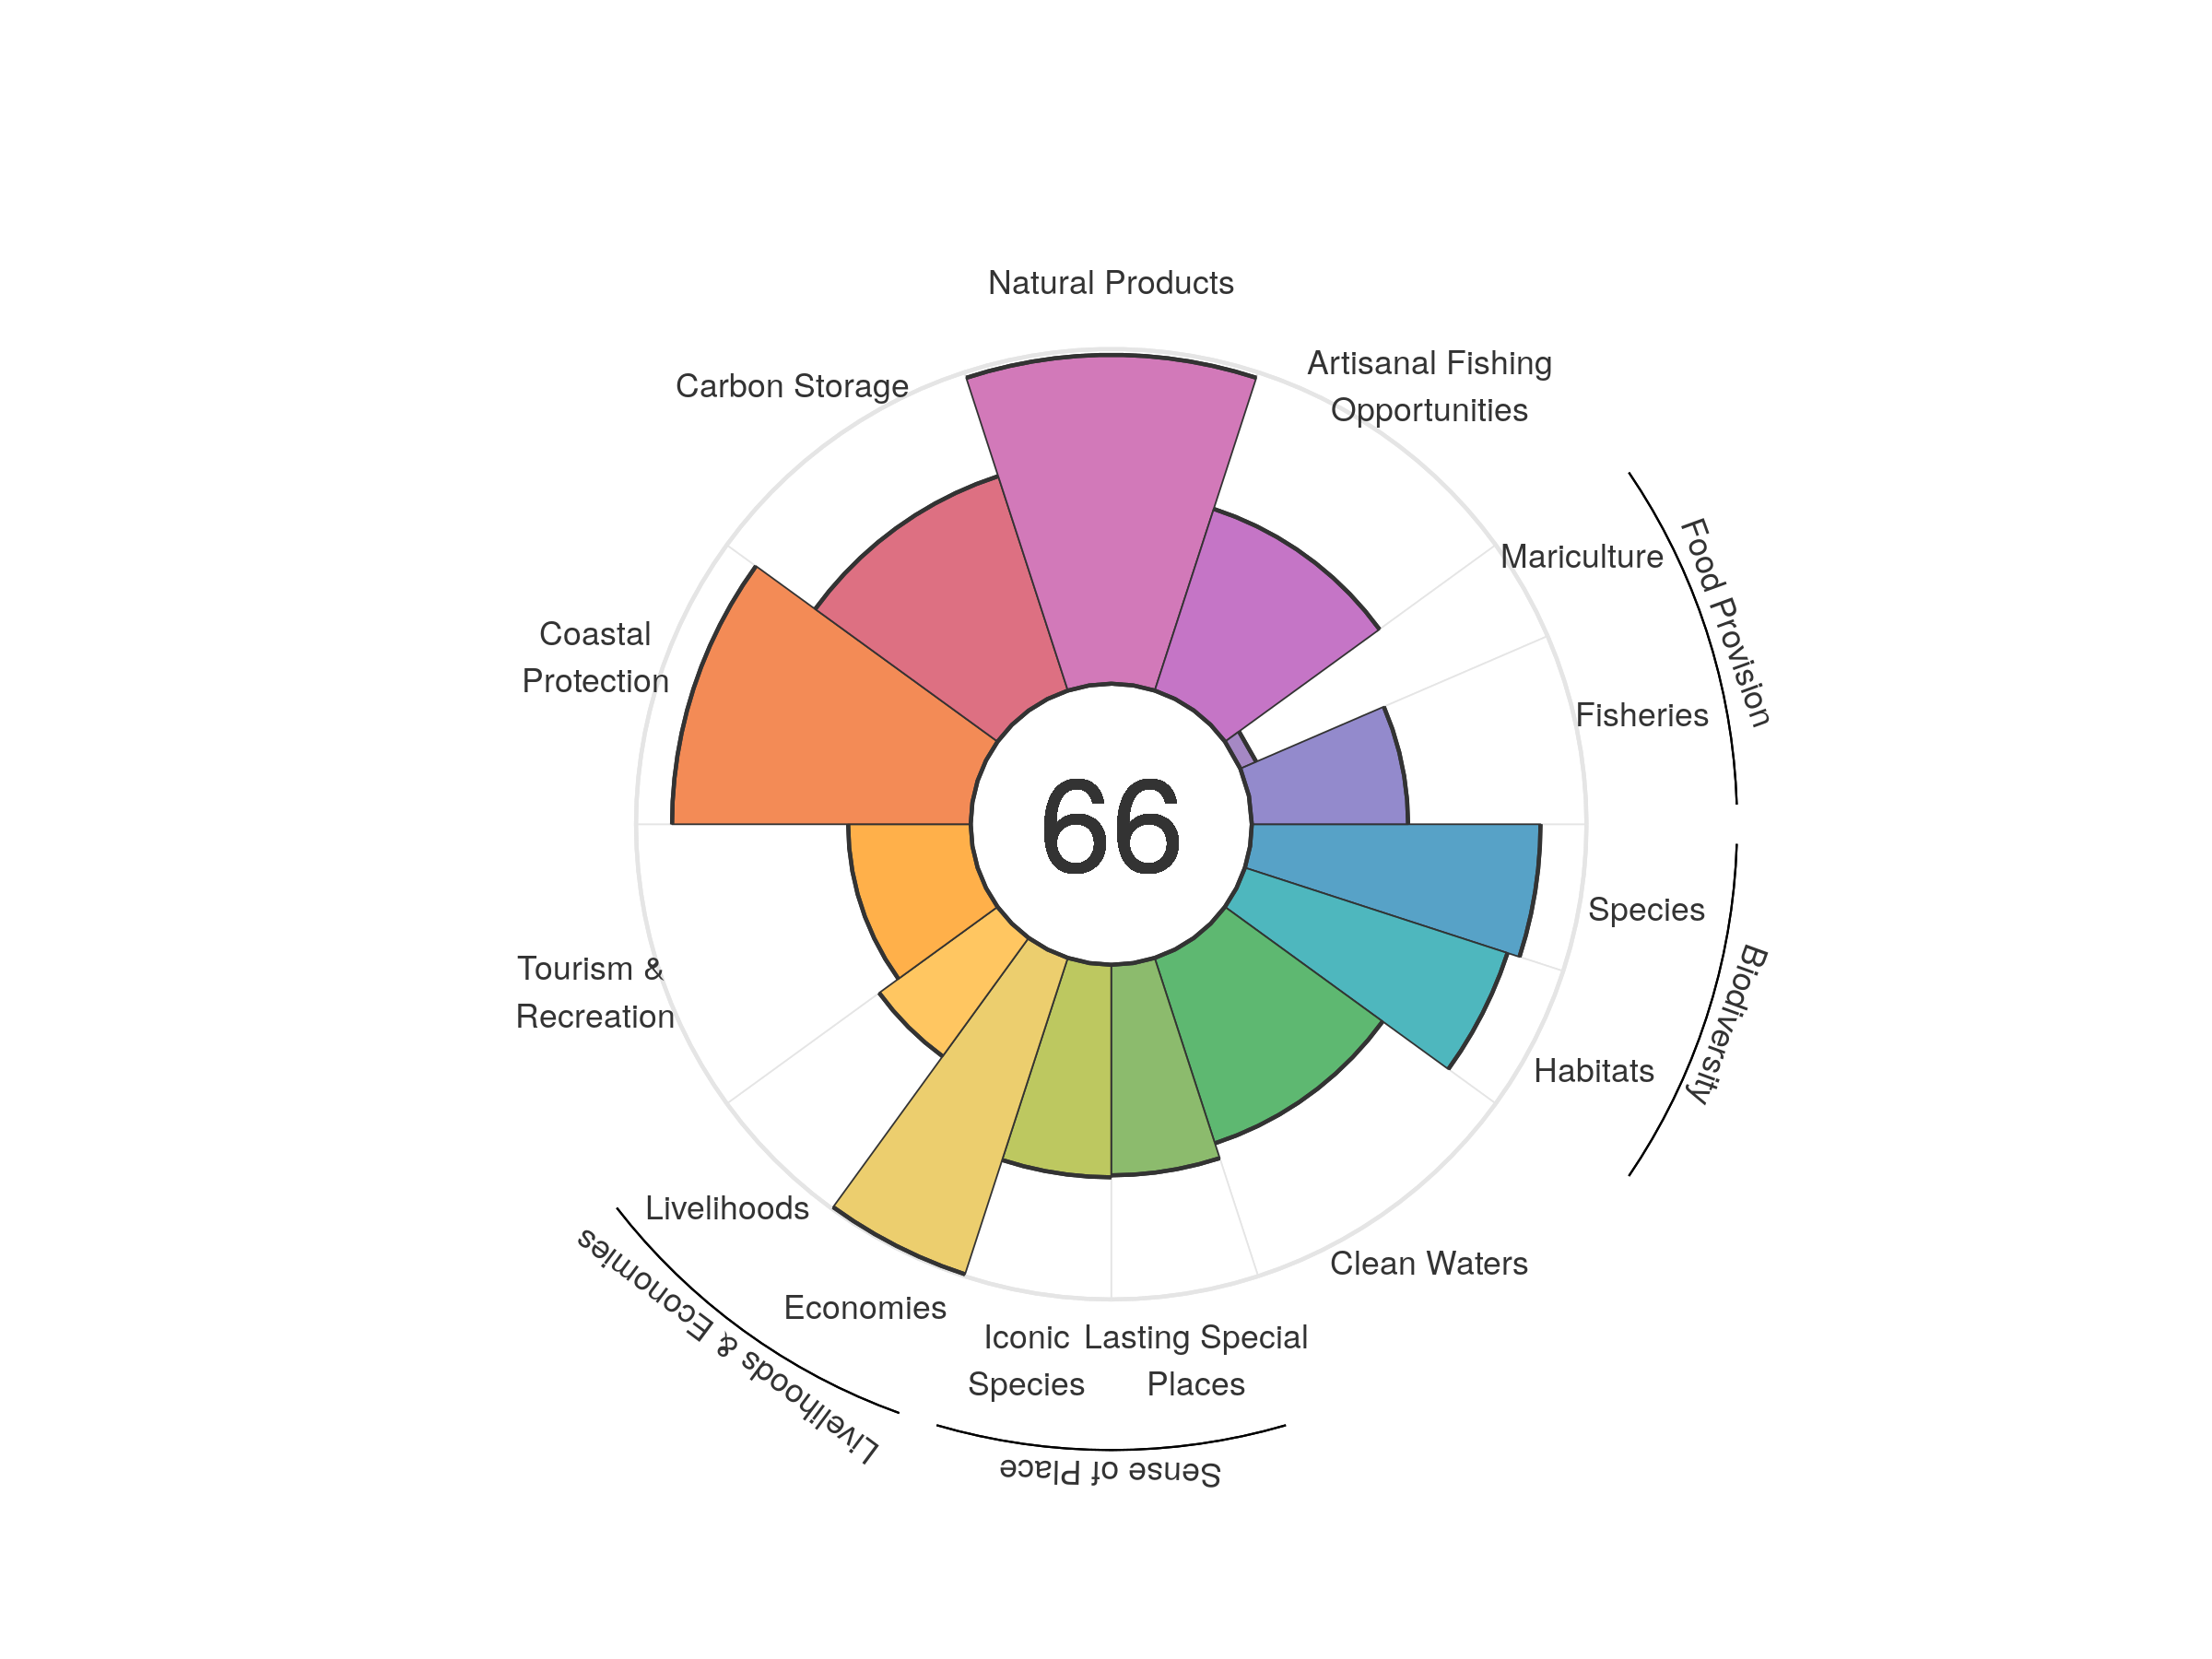 Natural Products
Artisanal Fishing
Opportunities
Carbon Storage
Mariculture
Food Provision
Coastal
Protection
Fisheries
66
Species
Biodiversity
Tourism &
Recreation
Habitats
Livelihoods
Clean Waters
Livelihoods & Economies
Economies
Iconic
Species
Lasting Special
Places
Sense of Place